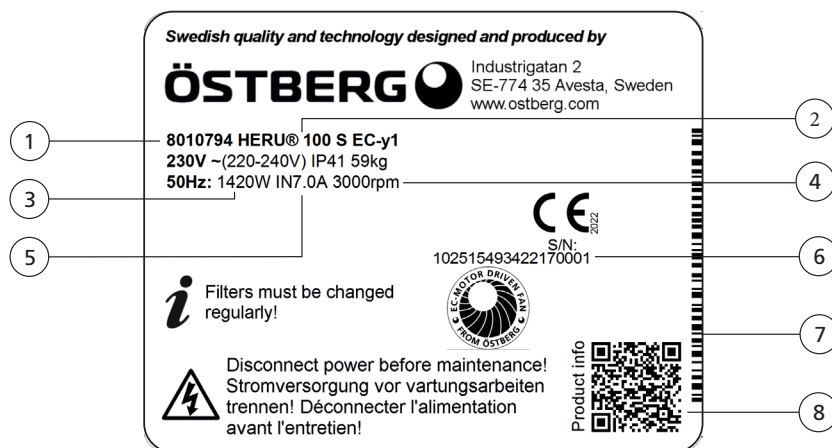 Swedish quality and technology designed and produced by
ÖSTBERG
Industrigatan 2
SE-774 35 Avesta, Sweden
www.ostberg.com
1
2
8010794 HERU® 100 S EC-y1
230V ~(220-240V) IP41 59kg
3
50Hz: 1420W IN7.0A 3000rpm
4
CE
2022
5
S/N:
102515493422170001
6
Filters must be changed
regularly!
EC-MOTOR DRIVEN FAN
FROM ÖSTBERG
7
Product info
Disconnect power before maintenance!
Stromversorgung vor vartungsarbeiten
trennen! Déconnecter l'alimentation
avant l'entretien!
8